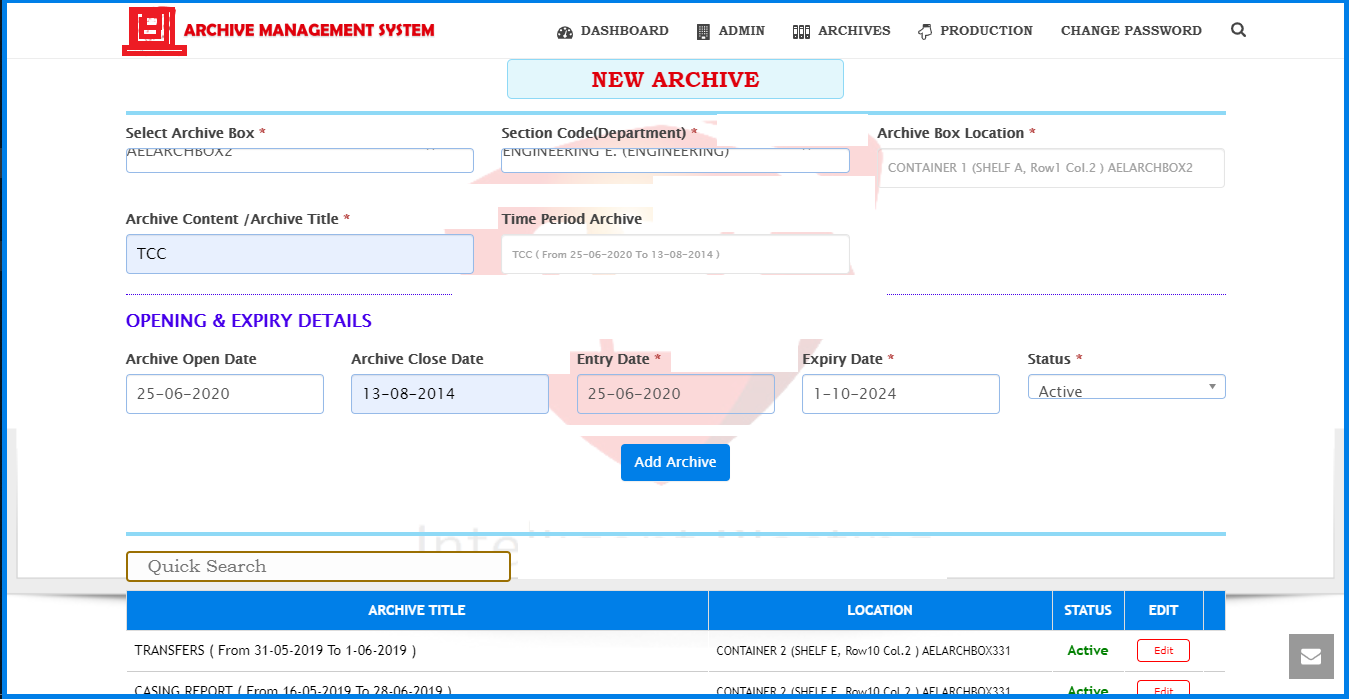 ARCHIVE MANAGEMENT SYSTEM DASHBOARD ADMIN ARCHIVES PRODUCTION CHANGE PASSWORD
NEW ARCHIVE
Select Archive Box * Section Code(Department) * Archive Box Location *
AELARCHBOX2 ENGINEERING E. (ENGINEERING) CONTAINER 1 (SHELF A, Row1 Col.2 ) AELARCHBOX2
Archive Content /Archive Title * Time Period Archive
TCC TCC ( From 25-06-2020 To 13-08-2014 )
OPENING & EXPIRY DETAILS
Archive Open Date Archive Close Date Entry Date * Expiry Date * Status *
25-06-2020 13-08-2014 25-06-2020 1-10-2024 Active
Add Archive
Quick Search
ARCHIVE TITLE LOCATION STATUS EDIT
TRANSFERS ( From 31-05-2019 To 1-06-2019 ) CONTAINER 2 (SHELF E, Row10 Col.2 ) AELARCHBOX331 Active Edit
CASING REPORT ( From 16-05-2019 To 28-06-2019 ) CONTAINER 2 (SHELF E, Row10 Col.2 ) AELARCHBOX331 Active Edit